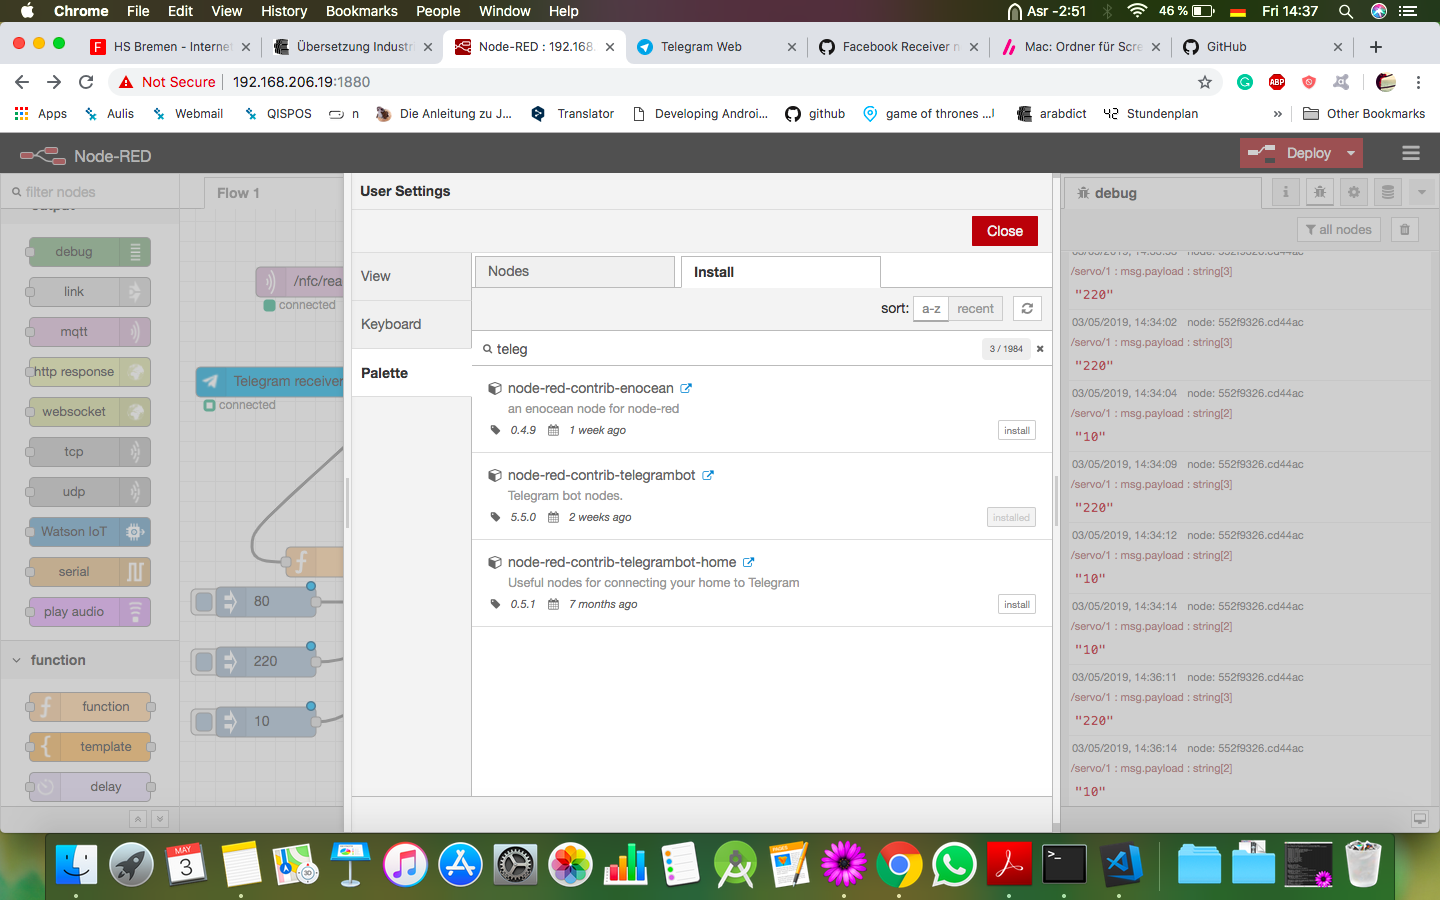 Chrome File Edit View History Bookmarks People Window Help Asr -2:51 46 % Fri 14:37
HS Bremen - Internet
Übersetzung Industri
Node-RED : 192.168.
Telegram Web
Facebook Receiver n
Mac: Ordner für Scre
GitHub
Not Secure 192.168.206.19:1880
ABP
Apps Aulis Webmail QISPOS n Die Anleitung zu J... Translator Developing Androi... github game of thrones ..! arabdict Stundenplan » Other Bookmarks
Node-RED
Deploy
filter nodes
output
debug
link
mqtt
http response
websocket
tcp
udp
Watson IoT
serial
play audio
function
function
template
delay
Flow 1
/nfc/rea
connected
Telegram receiver
connected
80
220
10
User Settings
Close
View
Keyboard
Palette
Nodes
Install
sort: a-z recent
teleg
3 / 1984
node-red-contrib-enocean
an enocean node for node-red
0.4.9 1 week ago
install
node-red-contrib-telegrambot
Telegram bot nodes.
5.5.0 2 weeks ago
installed
node-red-contrib-telegrambot-home
Useful nodes for connecting your home to Telegram
0.5.1 7 months ago
install
debug
all nodes
/servo/1 : msg.payload : string[3]
"220"
03/05/2019, 14:34:02 node: 552f9326.cd44ac
/servo/1 : msg.payload : string[3]
"220"
03/05/2019, 14:34:04 node: 552f9326.cd44ac
/servo/1 : msg.payload : string[2]
"10"
03/05/2019, 14:34:09 node: 552f9326.cd44ac
/servo/1 : msg.payload : string[3]
"220"
03/05/2019, 14:34:12 node: 552f9326.cd44ac
/servo/1 : msg.payload : string[2]
"10"
03/05/2019, 14:34:14 node: 552f9326.cd44ac
/servo/1 : msg.payload : string[2]
"10"
03/05/2019, 14:36:11 node: 552f9326.cd44ac
/servo/1 : msg.payload : string[3]
"220"
03/05/2019, 14:36:14 node: 552f9326.cd44ac
/servo/1 : msg.payload : string[2]
"10"
MAY
3
3D
PAGES